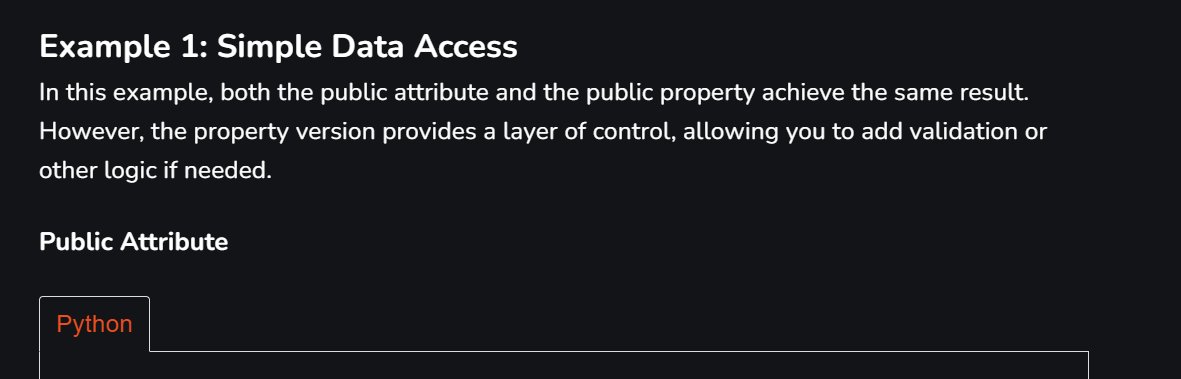 Example 1: Simple Data Access
In this example, both the public attribute and the public property achieve the same result.
However, the property version provides a layer of control, allowing you to add validation or
other logic if needed.
Public Attribute
Python